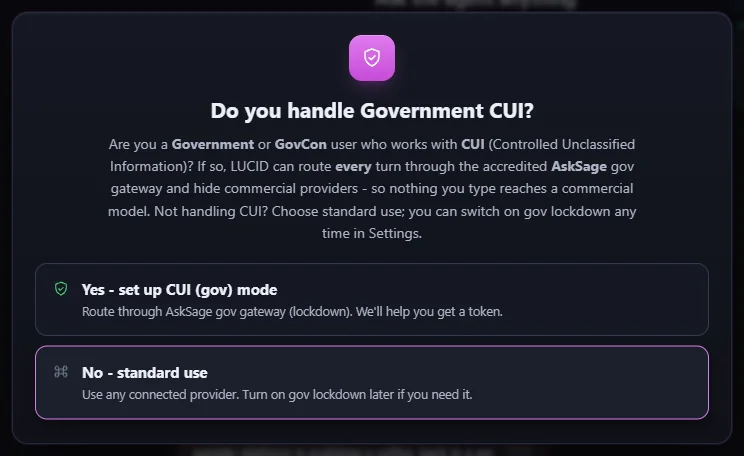 Do you handle Government CUI?
Are you a Government or GovCon user who works with CUI (Controlled Unclassified
Information)? If so, LUCID can route every turn through the accredited AskSage gov
gateway and hide commercial providers - so nothing you type reaches a commercial
model. Not handling CUI? Choose standard use; you can switch on gov lockdown any
time in Settings.
Yes - set up CUI (gov) mode
Route through AskSage gov gateway (lockdown). We'll help you get a token.
No - standard use
Use any connected provider. Turn on gov lockdown later if you need it.